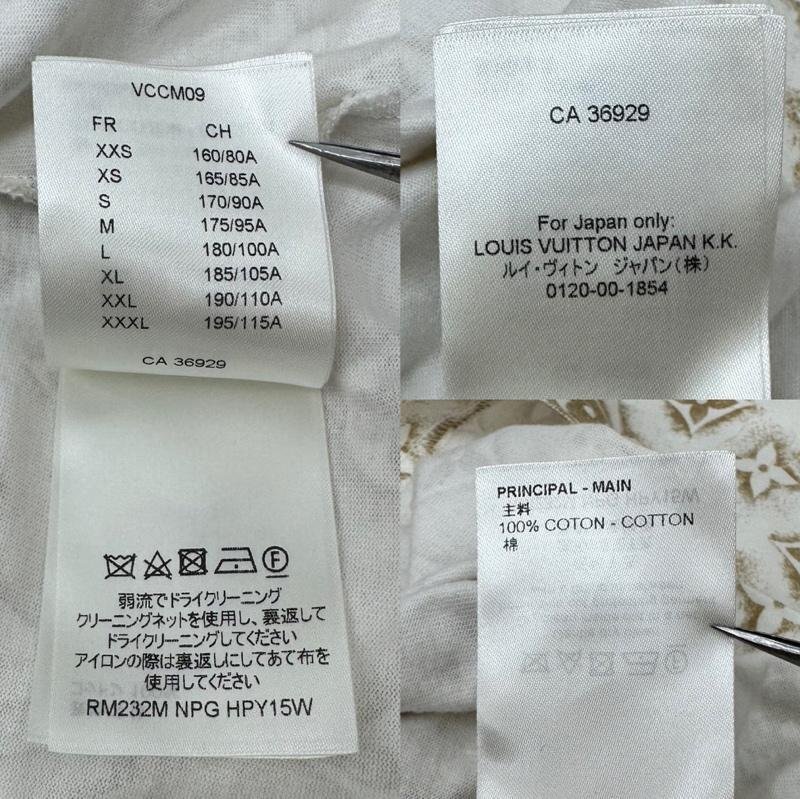 VCCM09
FR CH
XXS 160/80A
XS 165/85A
S 170/90A
M 175/95A
L 180/100A
XL 185/105A
XXL 190/110A
XXXL 195/115A
CA 36929
F
弱流でドライクリーニング
クリーニングネットを使用し、裏返して
ドライクリーニングしてください
アイロンの際は裏返しにしてあて布を
使用してください
RM232M NPG HPY15W
CA 36929
For Japan only:
LOUIS VUITTON JAPAN K.K.
ルイ・ヴィトン ジャパン(株)
0120-00-1854
PRINCIPAL - MAIN
主料
100% COTON - COTTON
棉